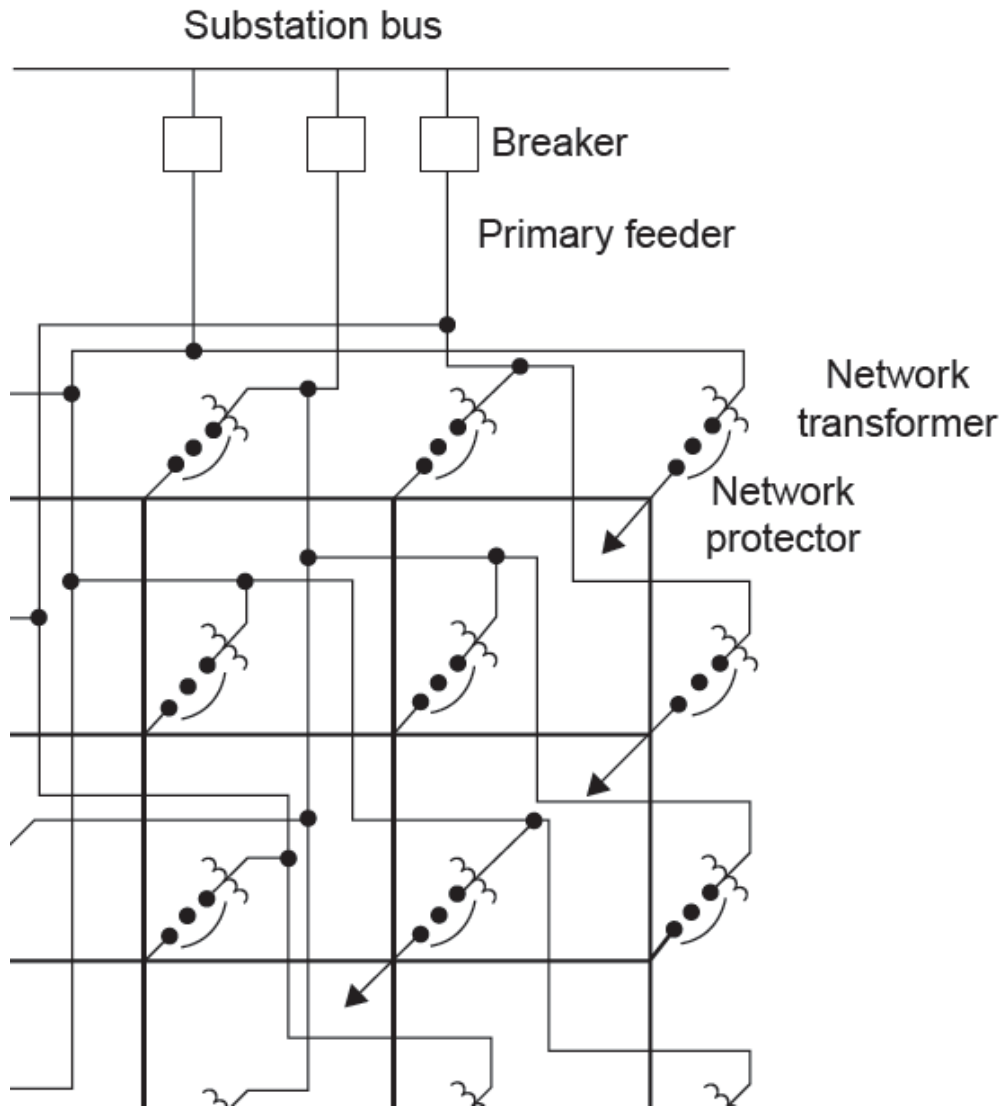 Substation bus
Breaker
Primary feeder
Network
transformer
Network
protector